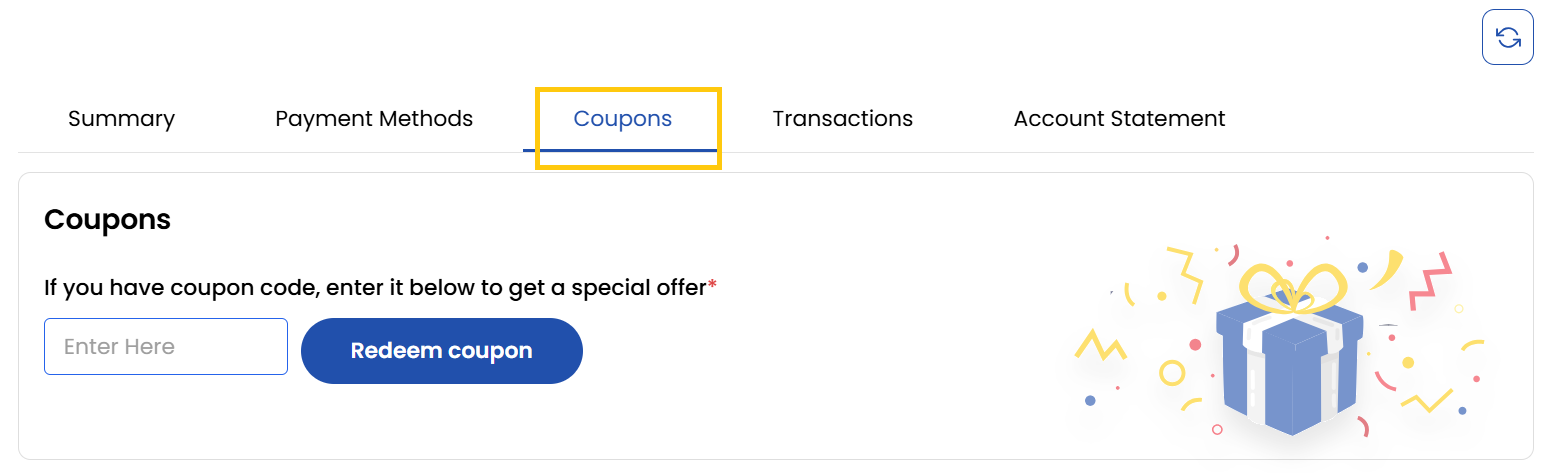 Summary
Payment Methods
Coupons
Transactions
Account Statement
Coupons
If you have coupon code, enter it below to get a special offer*
Enter Here
Redeem coupon